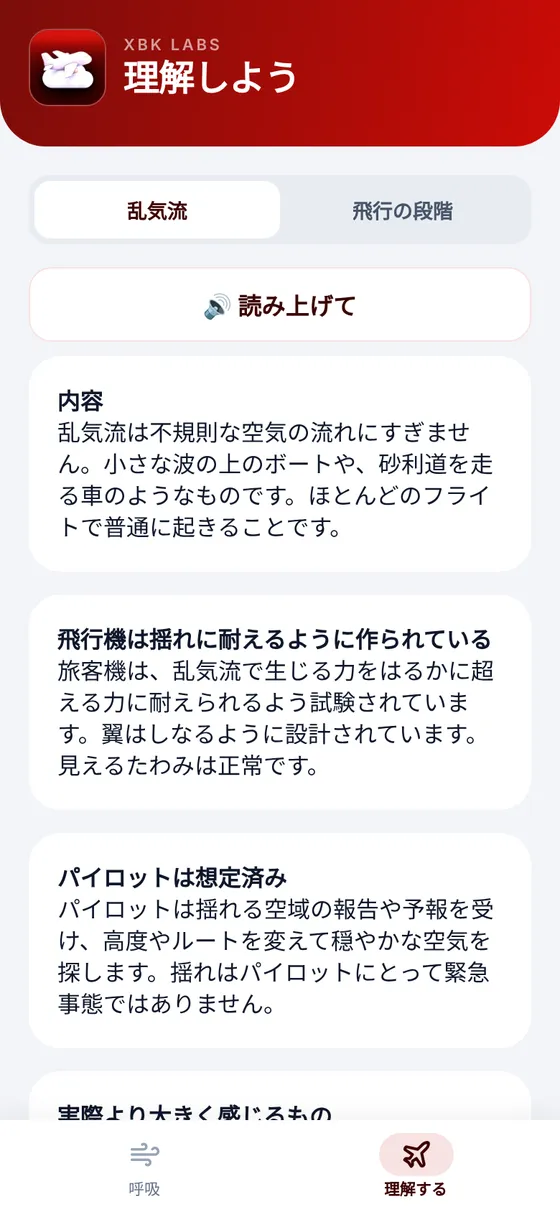 XBK LABS
理解しよう
乱気流
飛行の段階
🔊 読み上げて
内容
乱気流は不規則な空気の流れにすぎませ
ん。小さな波の上のボートや、砂利道を走
る車のようなものです。ほとんどのフライ
トで普通に起きることです。
飛行機は揺れに耐えるように作られている
旅客機は、乱気流で生じる力をはるかに超
える力に耐えられるよう試験されていま
す。翼はしなるように設計されています。
見えるたわみは正常です。
パイロットは想定済み
パイロットは揺れる空域の報告や予報を受
け、高度やルートを変えて穏やかな空気を
探します。揺れはパイロットにとって緊急
事態ではありません。
実際より大きく感じるもの
呼吸
理解する